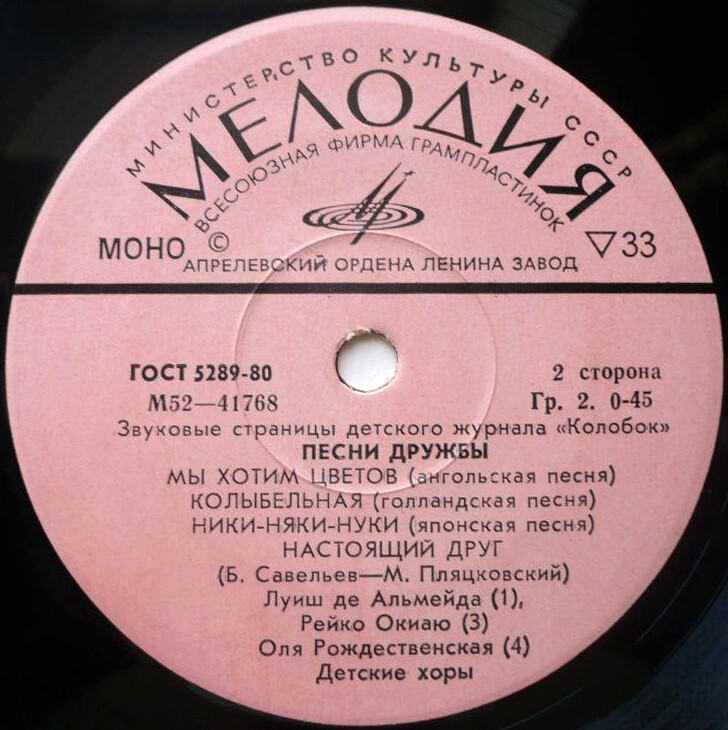 МИНИСТЕРСТВО КУЛЬТУРЫ СССР
МЕЛОДИЯ
ВСЕСОЮЗНАЯ ФИРМА ГРАМПЛАСТИНОК
МОНО © ▽33
АПРЕЛЕВСКИЙ ОРДЕНА ЛЕНИНА ЗАВОД
ГОСТ 5289-80 2 сторона
М52—41768 Гр. 2. 0-45
Звуковые страницы детского журнала «Колобок»
ПЕСНИ ДРУЖБЫ
МЫ ХОТИМ ЦВЕТОВ (ангольская песня)
КОЛЫБЕЛЬНАЯ (голландская песня)
НИКИ-НЯКИ-НУКИ (японская песня)
НАСТОЯЩИЙ ДРУГ
(Б. Савельев—М. Пляцковский)
Луиш де Альмейда (1),
Рейко Окиаю (3)
Оля Рождественская (4)
Детские хоры